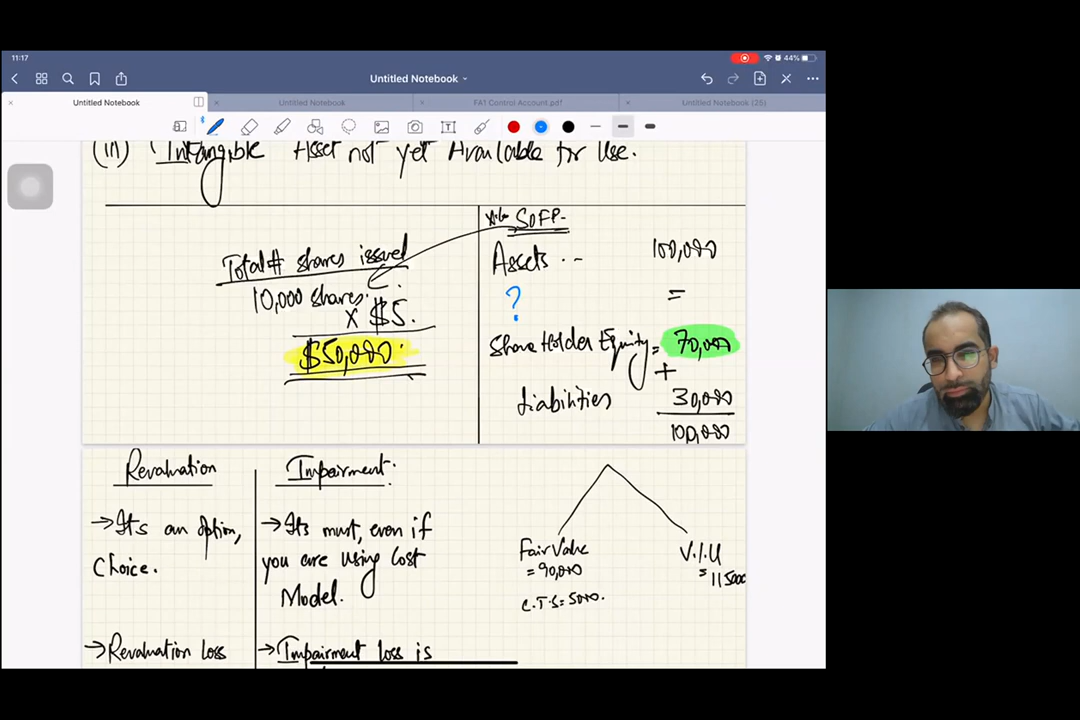 11:17
44%
Untitled Notebook
Untitled Notebook
Untitled Notebook
FA1 Control Account.pdf
Untitled Notebook (25)
(iii) Intangible Asset not yet Available for Use.
Total # shares issued
10,000 shares.
X $5.
$50,000.
SOFP-
Assets . - 100,000
? =
Shareholder Equity = 70,000
+
Liabilities 30,000
100,000
Revaluation
→ Its an option,
Choice.
→ Revaluation loss
Impairment:
→ Its must, even if
you are using Cost
Model.
→ Impairment loss is
Fair Value
= 90,000
C.T.S = 5000.
V.I.U
= 115000